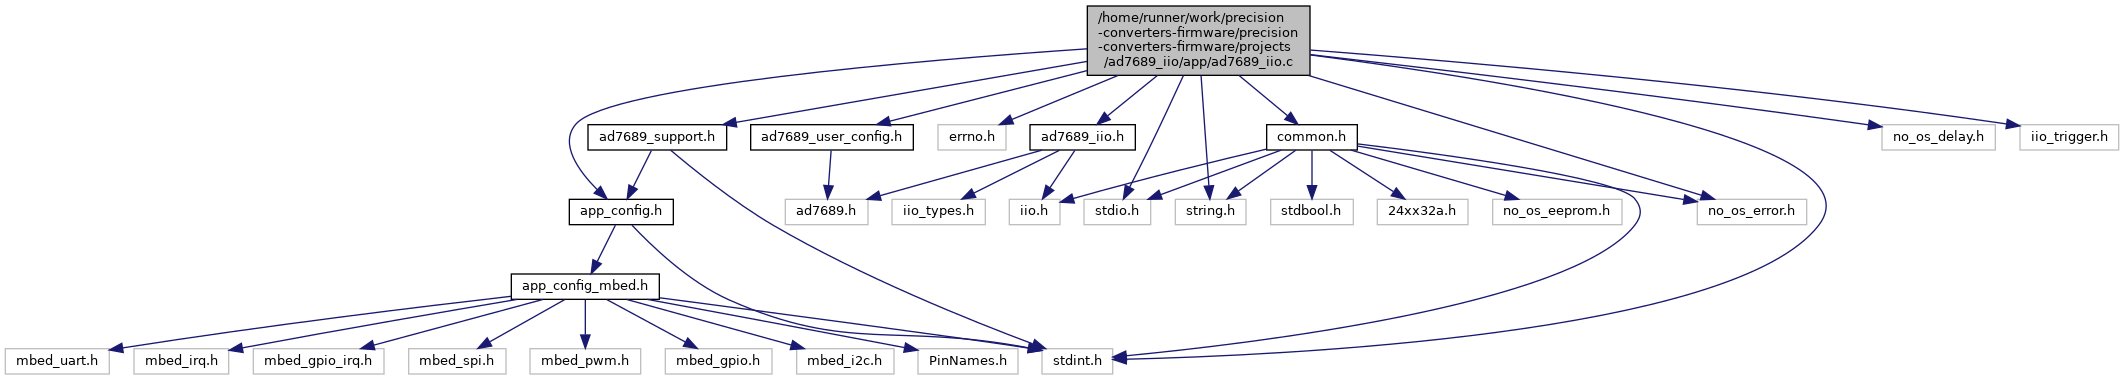 /home/runner/work/precision
-converters-firmware/precision
-converters-firmware/projects
/ad7689_iio/app/ad7689_iio.c
ad7689_support.h
ad7689_user_config.h
errno.h
ad7689_iio.h
common.h
no_os_delay.h
iio_trigger.h
app_config.h
ad7689.h
iio_types.h
iio.h
stdio.h
string.h
stdbool.h
24xx32a.h
no_os_eeprom.h
no_os_error.h
app_config_mbed.h
mbed_uart.h
mbed_irq.h
mbed_gpio_irq.h
mbed_spi.h
mbed_pwm.h
mbed_gpio.h
mbed_i2c.h
PinNames.h
stdint.h